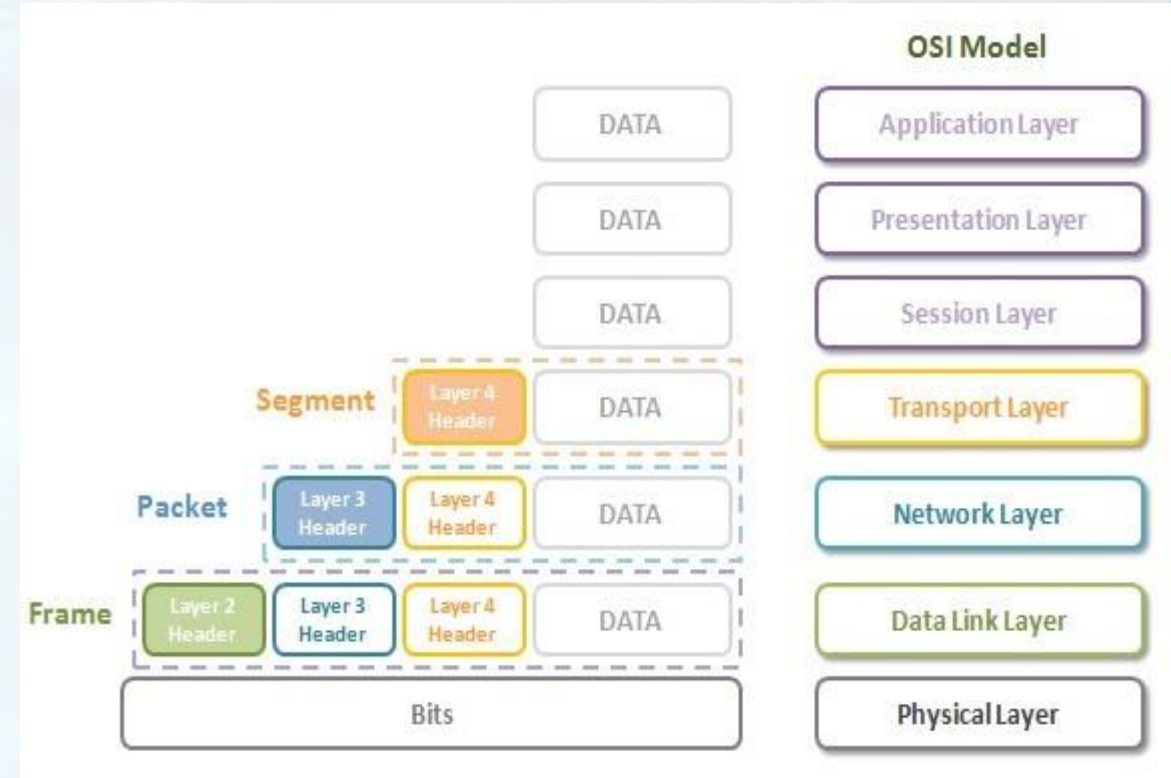 OSI Model
DATA
Application Layer
DATA
Presentation Layer
DATA
Session Layer
Segment
Layer 4
Header
DATA
Transport Layer
Packet
Layer 3
Header
Layer 4
Header
DATA
Network Layer
Frame
Layer 2
Header
Layer 3
Header
Layer 4
Header
DATA
Data Link Layer
Bits
Physical Layer